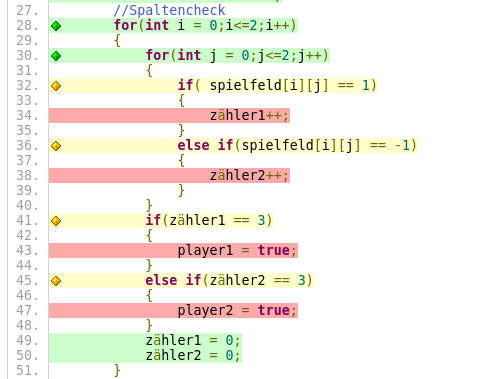 27. //Spaltencheck
28. for(int i = 0;i<=2;i++)
29. {
30. for(int j = 0;j<=2;j++)
31. {
32. if( spielfeld[i][j] == 1)
33. {
34. zähler1++;
35. }
36. else if(spielfeld[i][j] == -1)
37. {
38. zähler2++;
39. }
40. }
41. if(zähler1 == 3)
42. {
43. player1 = true;
44. }
45. else if(zähler2 == 3)
46. {
47. player2 = true;
48. }
49. zähler1 = 0;
50. zähler2 = 0;
51. }